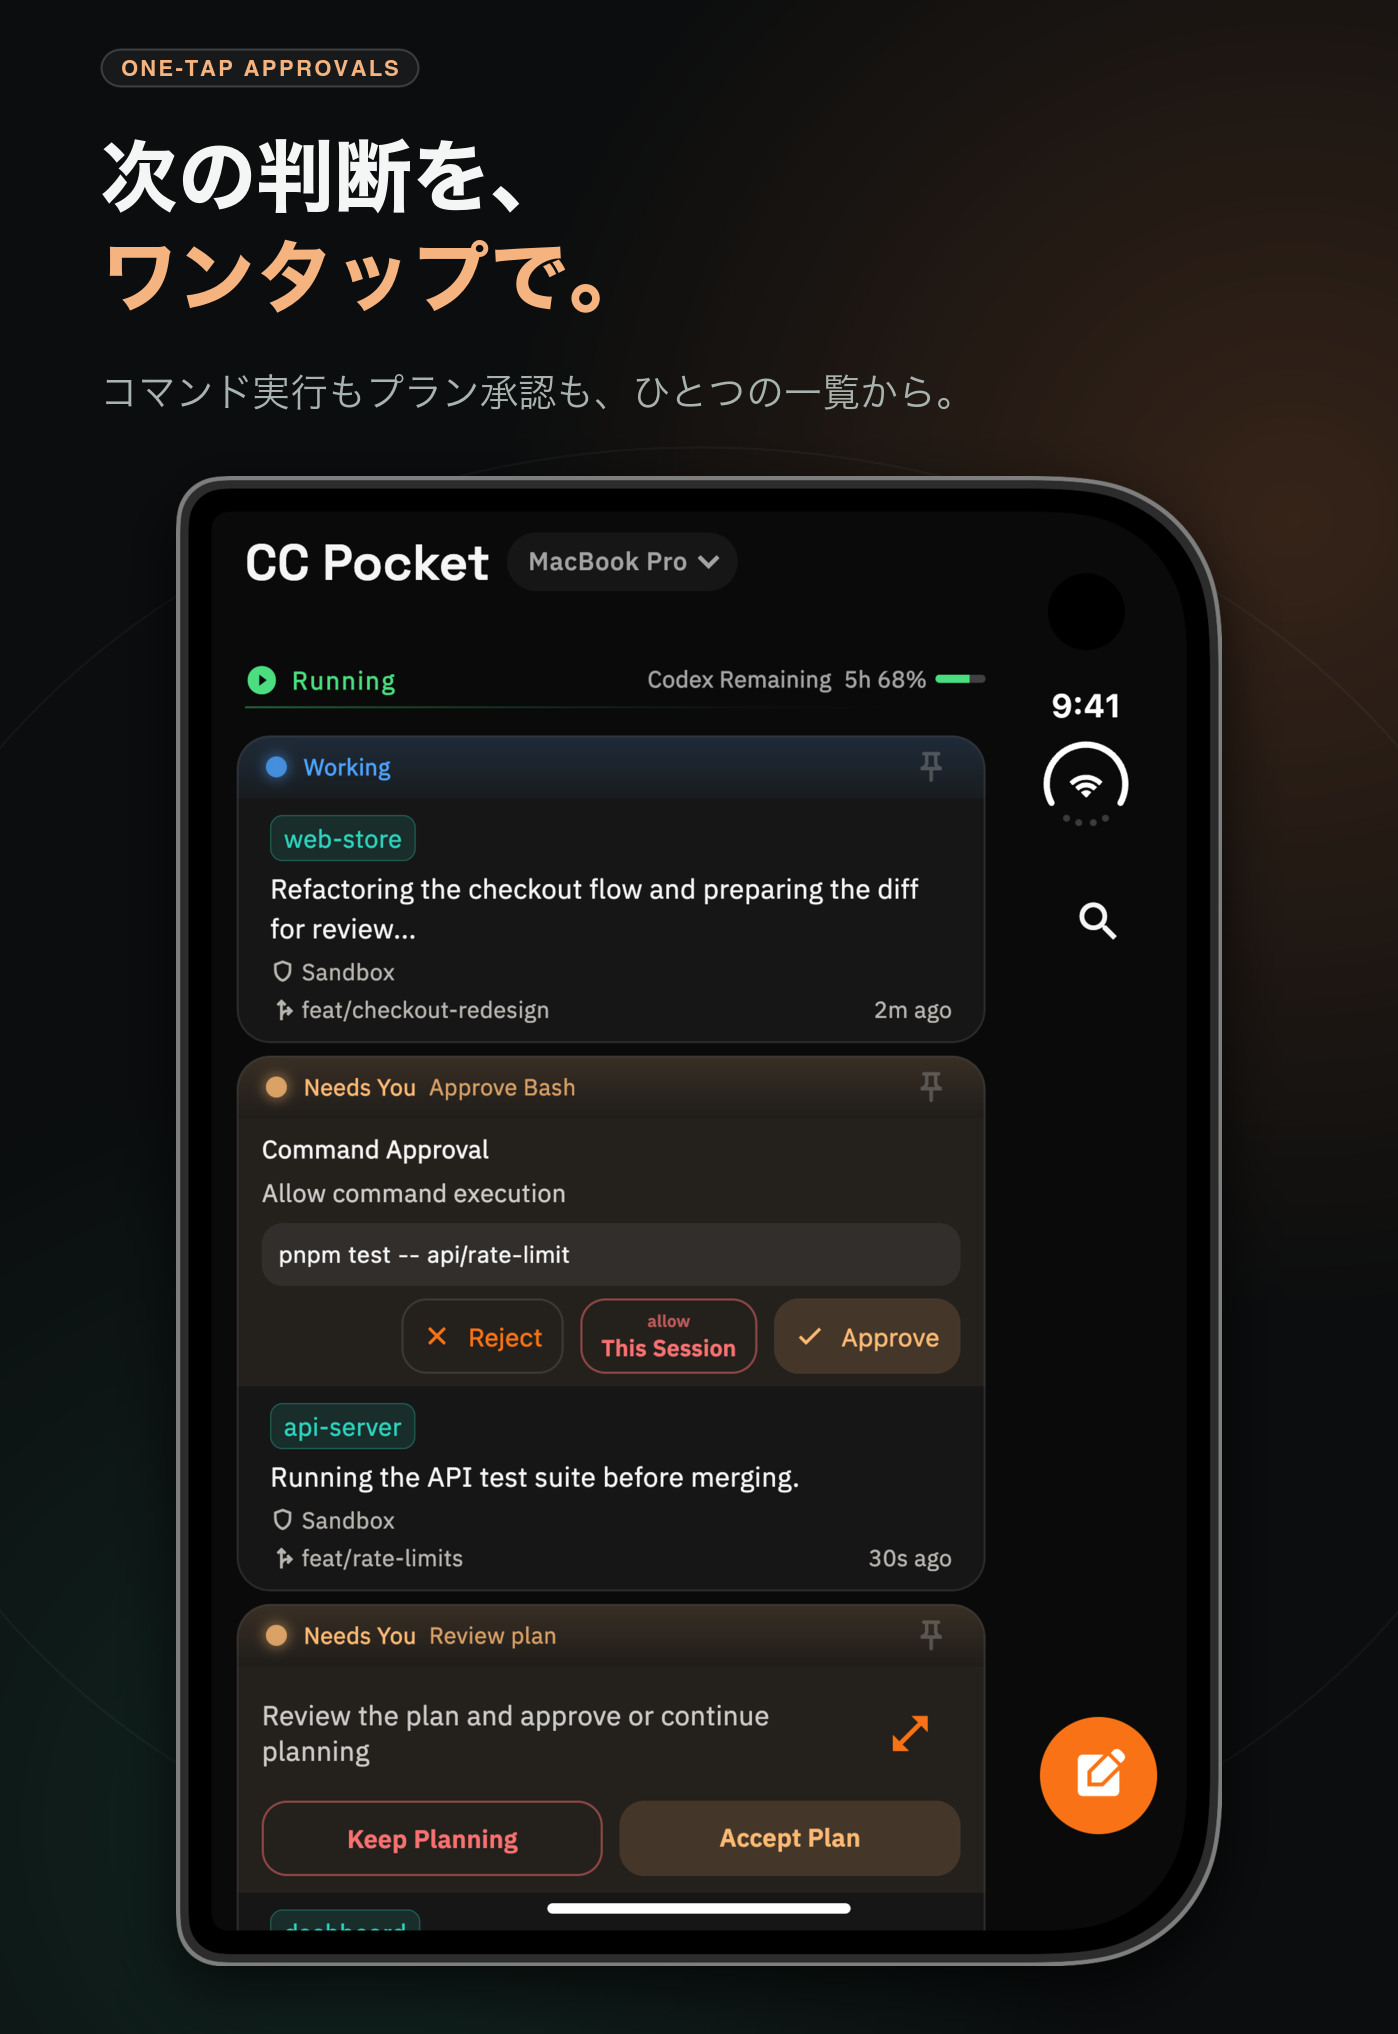 ONE-TAP APPROVALS
次の判断を、
ワンタップで。
コマンド実行もプラン承認も、ひとつの一覧から。
CC Pocket
MacBook Pro
Running
Codex Remaining 5h 68%
9:41
Working
web-store
Refactoring the checkout flow and preparing the diff
for review...
Sandbox
feat/checkout-redesign
2m ago
Needs You Approve Bash
Command Approval
Allow command execution
pnpm test -- api/rate-limit
Reject
allow
This Session
Approve
api-server
Running the API test suite before merging.
Sandbox
feat/rate-limits
30s ago
Needs You Review plan
Review the plan and approve or continue
planning
Keep Planning
Accept Plan
dashboard